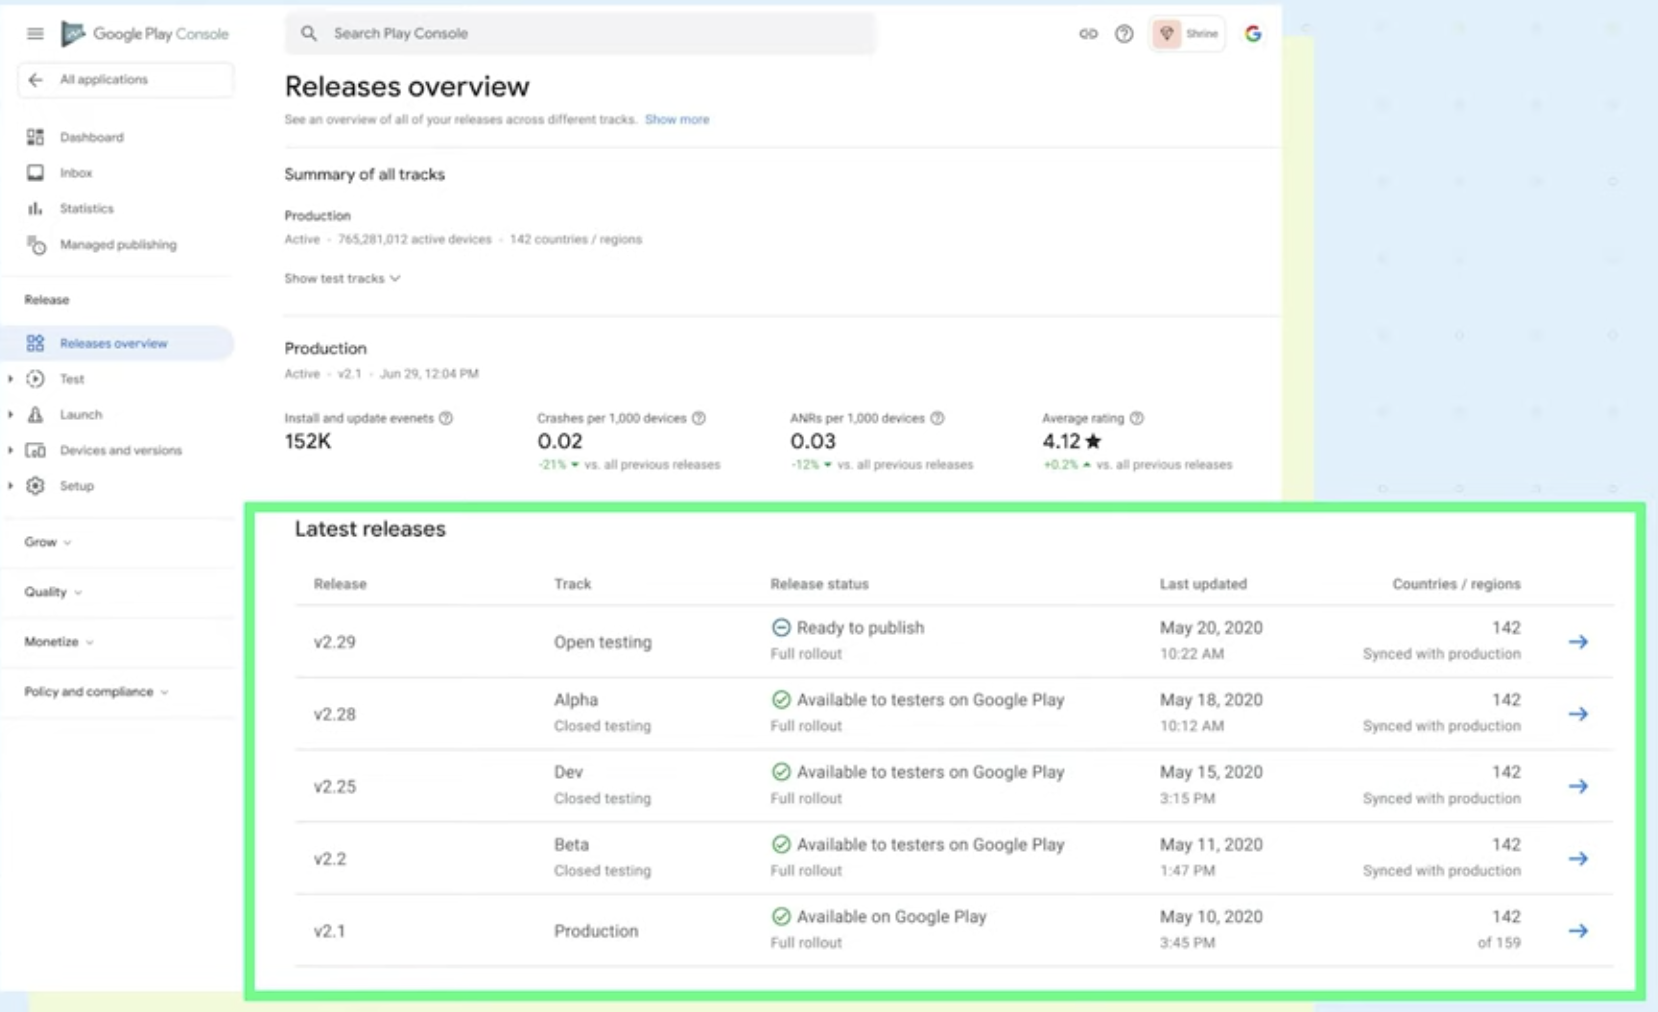 Google Play Console
Search Play Console
Shrine
All applications
Dashboard
Inbox
Statistics
Managed publishing
Release
Releases overview
Test
Launch
Devices and versions
Setup
Grow
Quality
Monetize
Policy and compliance
Releases overview
See an overview of all of your releases across different tracks. Show more
Summary of all tracks
Production
Active - 765,281,012 active devices - 142 countries / regions
Show test tracks
Production
Active - v2.1 - Jun 29, 12:04 PM
Install and update evenets
152K
Crashes per 1,000 devices
0.02
-21% vs. all previous releases
ANRs per 1,000 devices
0.03
-12% vs. all previous releases
Average rating
4.12 ★
+0.2% vs. all previous releases
Latest releases
Release Track Release status Last updated Countries / regions
v2.29 Open testing Ready to publish May 20, 2020 142
Full rollout 10:22 AM Synced with production
v2.28 Alpha Available to testers on Google Play May 18, 2020 142
Closed testing Full rollout 10:12 AM Synced with production
v2.25 Dev Available to testers on Google Play May 15, 2020 142
Closed testing Full rollout 3:15 PM Synced with production
v2.2 Beta Available to testers on Google Play May 11, 2020 142
Closed testing Full rollout 1:47 PM Synced with production
v2.1 Production Available on Google Play May 10, 2020 142
Full rollout 3:45 PM of 159